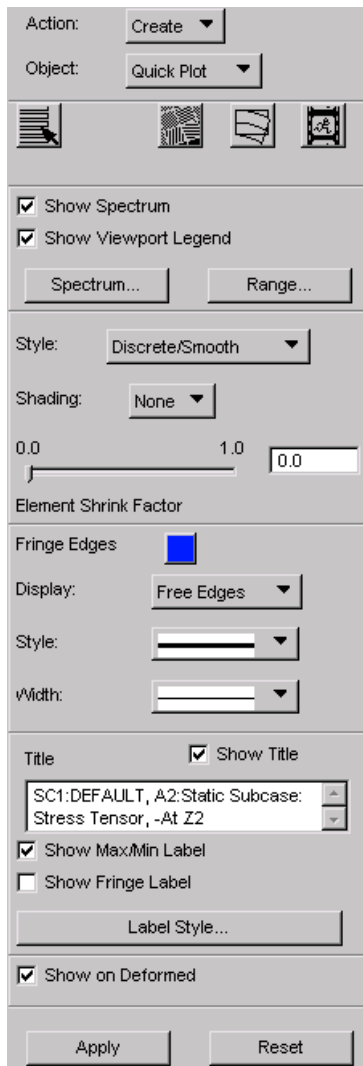 Action: Create
Object: Quick Plot
Show Spectrum
Show Viewport Legend
Spectrum... Range...
Style: Discrete/Smooth
Shading: None
0.0 1.0 0.0
Element Shrink Factor
Fringe Edges
Display: Free Edges
Style:
Width:
Title Show Title
SC1:DEFAULT, A2:Static Subcase:
Stress Tensor, -At Z2
Show Max/Min Label
Show Fringe Label
Label Style...
Show on Deformed
Apply Reset